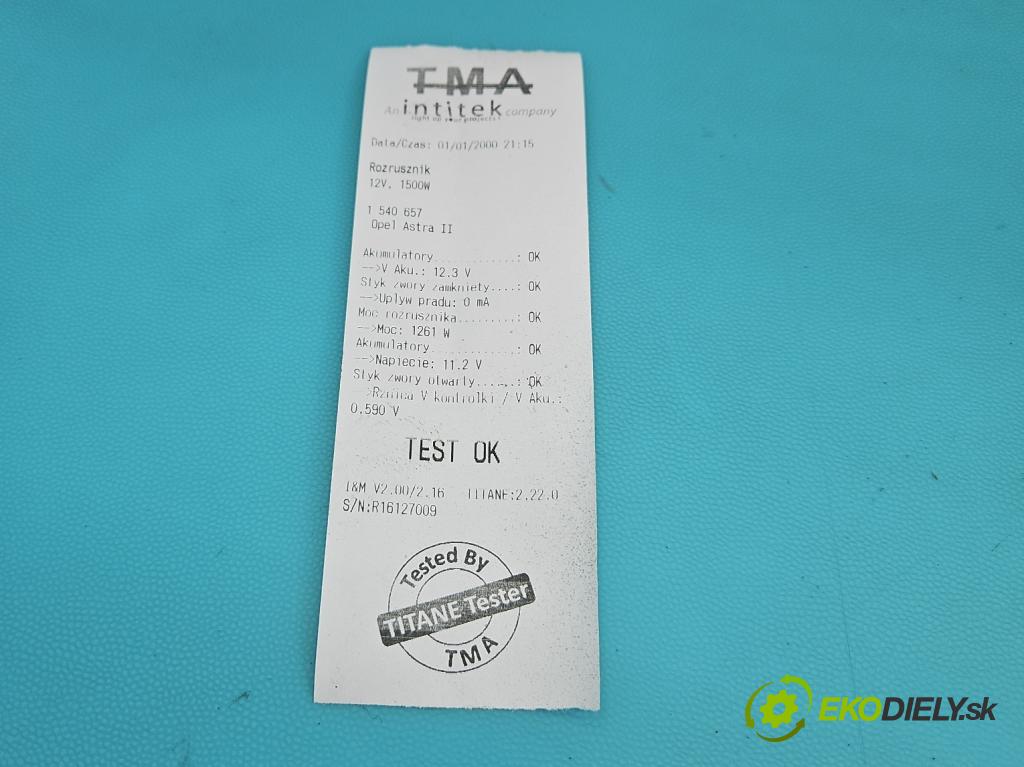 TMA
An intitek company
light up your projects!
Data/Czas: 01/01/2000 21:15
Rozrusznik
12V, 1500W
1 540 657
Opel Astra II
Akumulatory............: OK
-->V Aku.: 12.3 V
Styk zwory zamkniety....: OK
-->Uplyw pradu: 0 mA
Moc rozrusznika.........: OK
-->Moc: 1261 W
Akumulatory............: OK
-->Napiecie: 11.2 V
Styk zwory otwarty......: OK
->Rznica V kontrolki / V Aku.:
0.590 V
TEST OK
I&M V2.00/2.16 TITANE:2.22.0
S/N:R16127009
Tested By
TITANE Tester
TMA
EKODIELY.sk